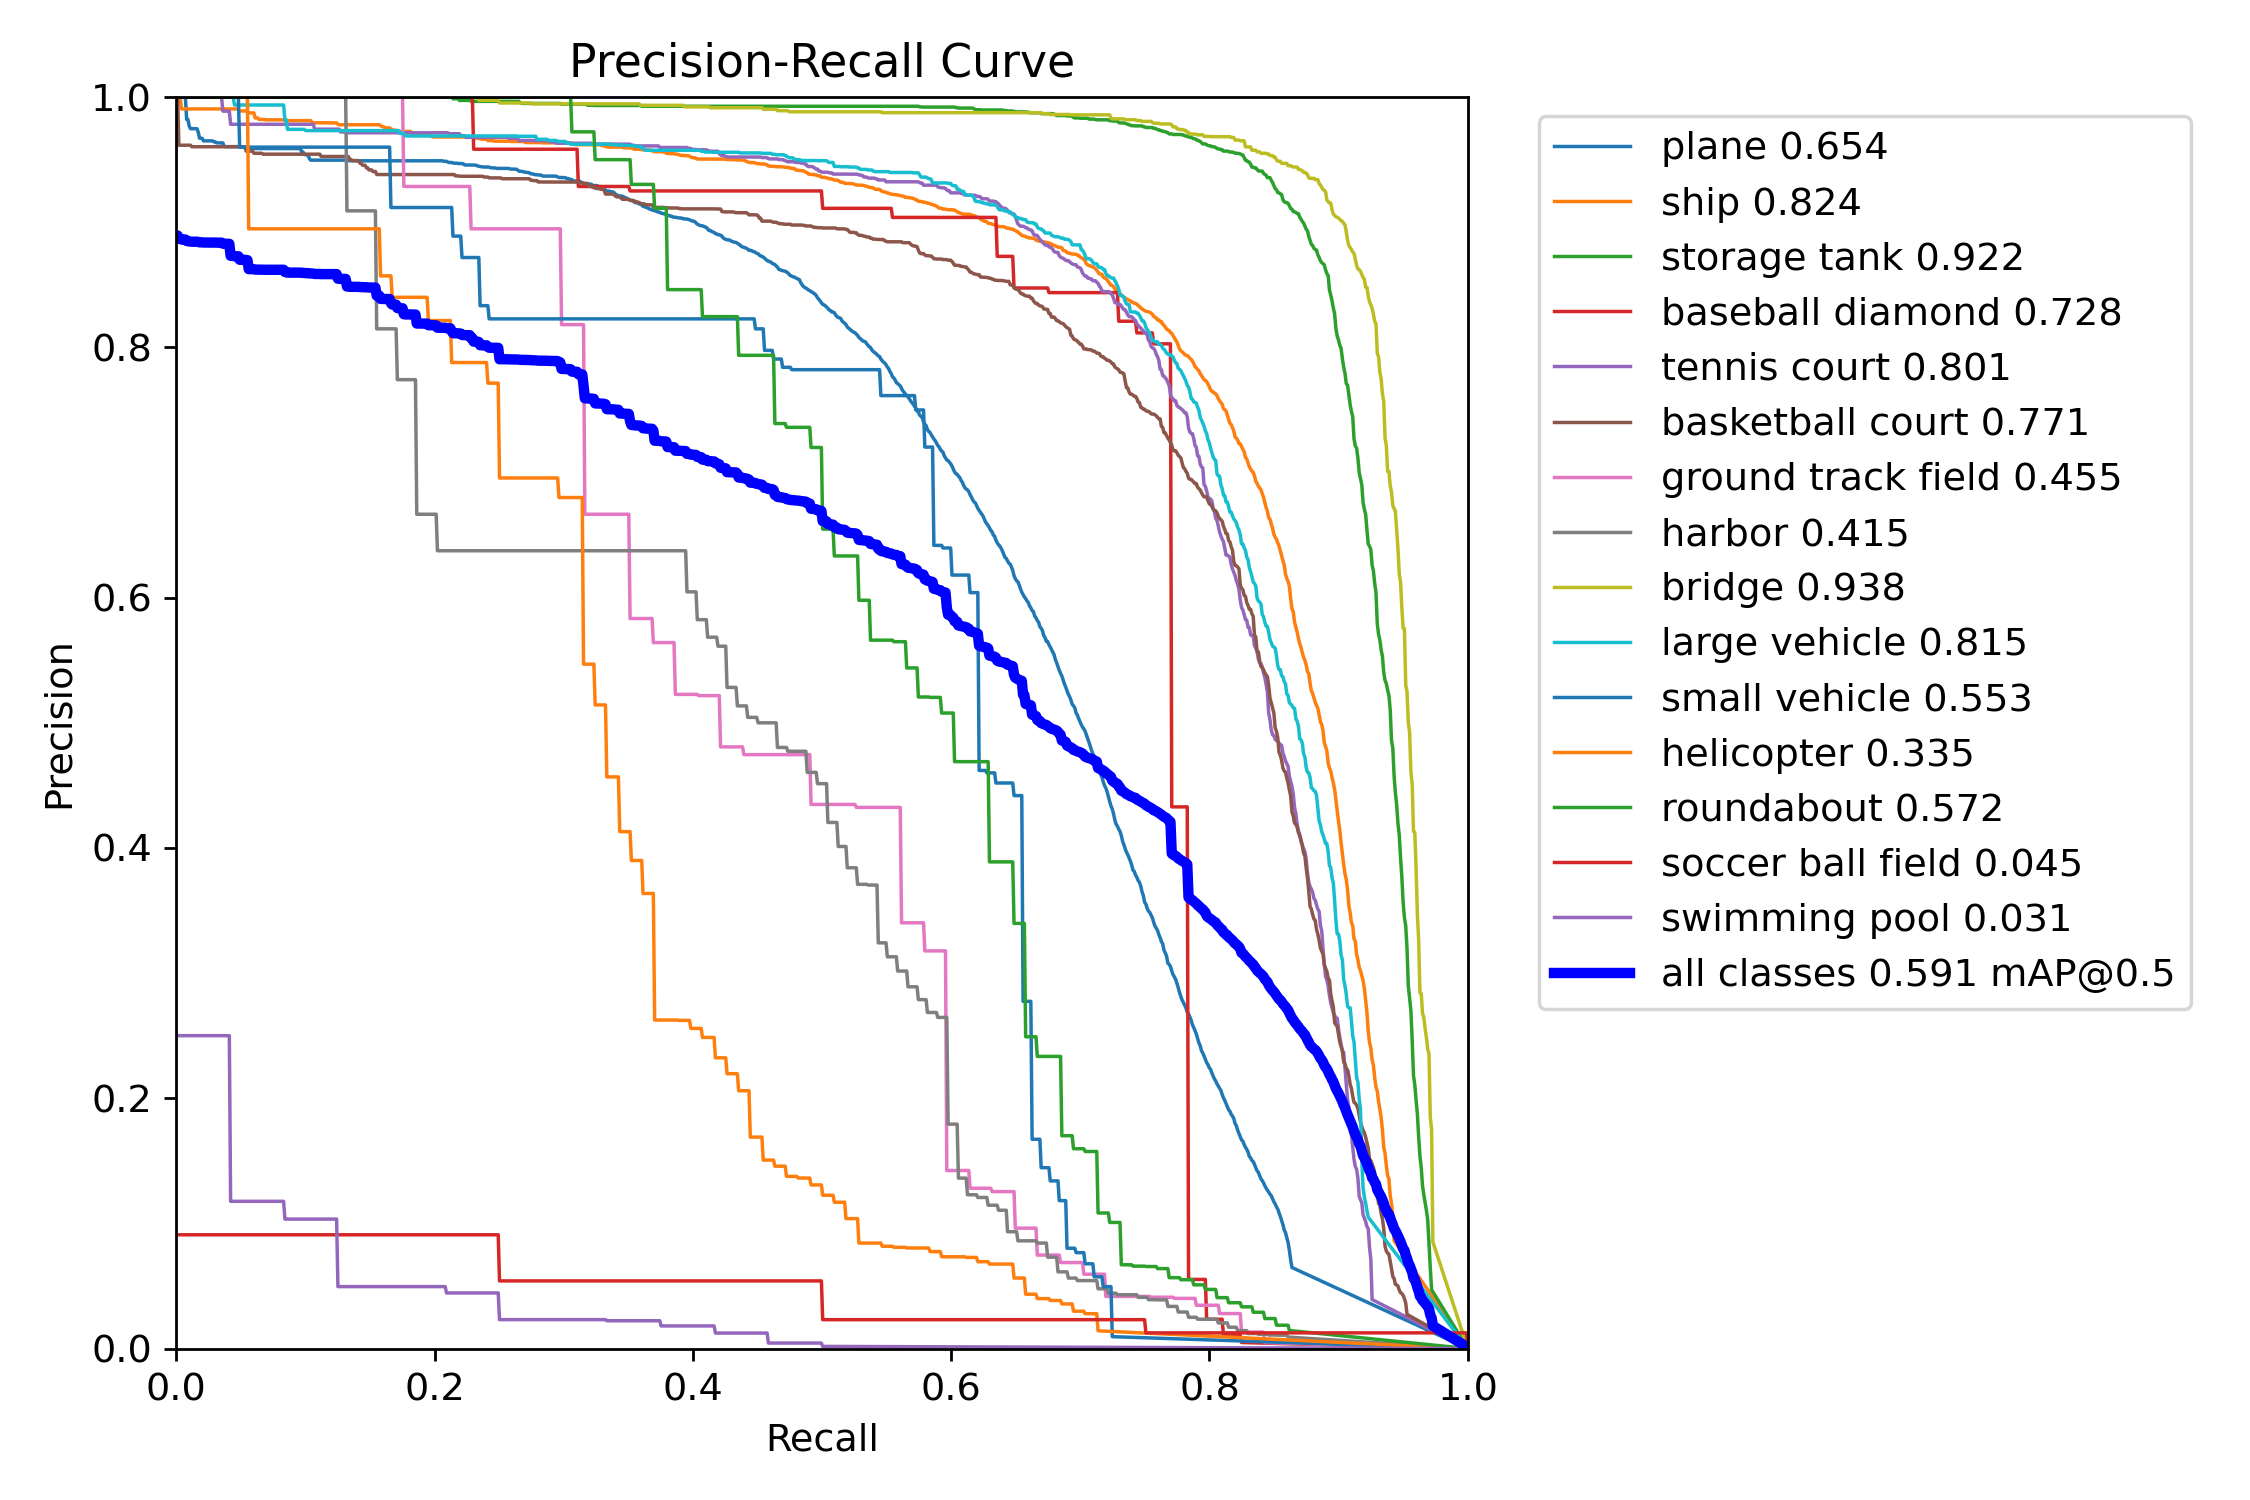 Precision-Recall Curve
1.0
0.8
0.6
0.4
0.2
0.0
Precision
0.0 0.2 0.4 0.6 0.8 1.0
Recall
plane 0.654
ship 0.824
storage tank 0.922
baseball diamond 0.728
tennis court 0.801
basketball court 0.771
ground track field 0.455
harbor 0.415
bridge 0.938
large vehicle 0.815
small vehicle 0.553
helicopter 0.335
roundabout 0.572
soccer ball field 0.045
swimming pool 0.031
all classes 0.591 mAP@0.5